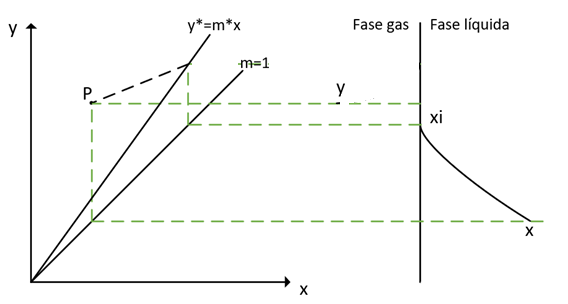 y
y*=m*x
Fase gas
Fase líquida
m=1
P
y
xi
x
x